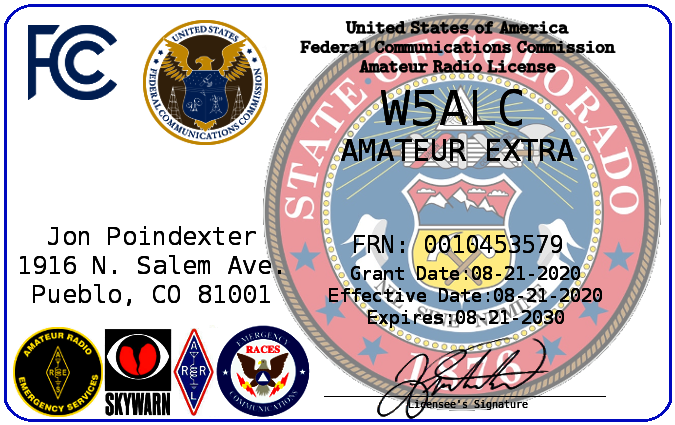 FCC
UNITED STATES
FEDERAL COMMUNICATIONS COMMISSION
United States of America
Federal Communications Commission
Amateur Radio License
W5ALC
AMATEUR EXTRA
STATE OF COLORADO
Jon Poindexter
1916 N. Salem Ave.
Pueblo, CO 81001
FRN: 0010453579
Grant Date:08-21-2020
Effective Date:08-21-2020
Expires:08-21-2030
1876
Licensee's Signature
AMATEUR RADIO
EMERGENCY SERVICES
SKYWARN
A
R R
L
EMERGENCY
RACES
COMMUNICATIONS